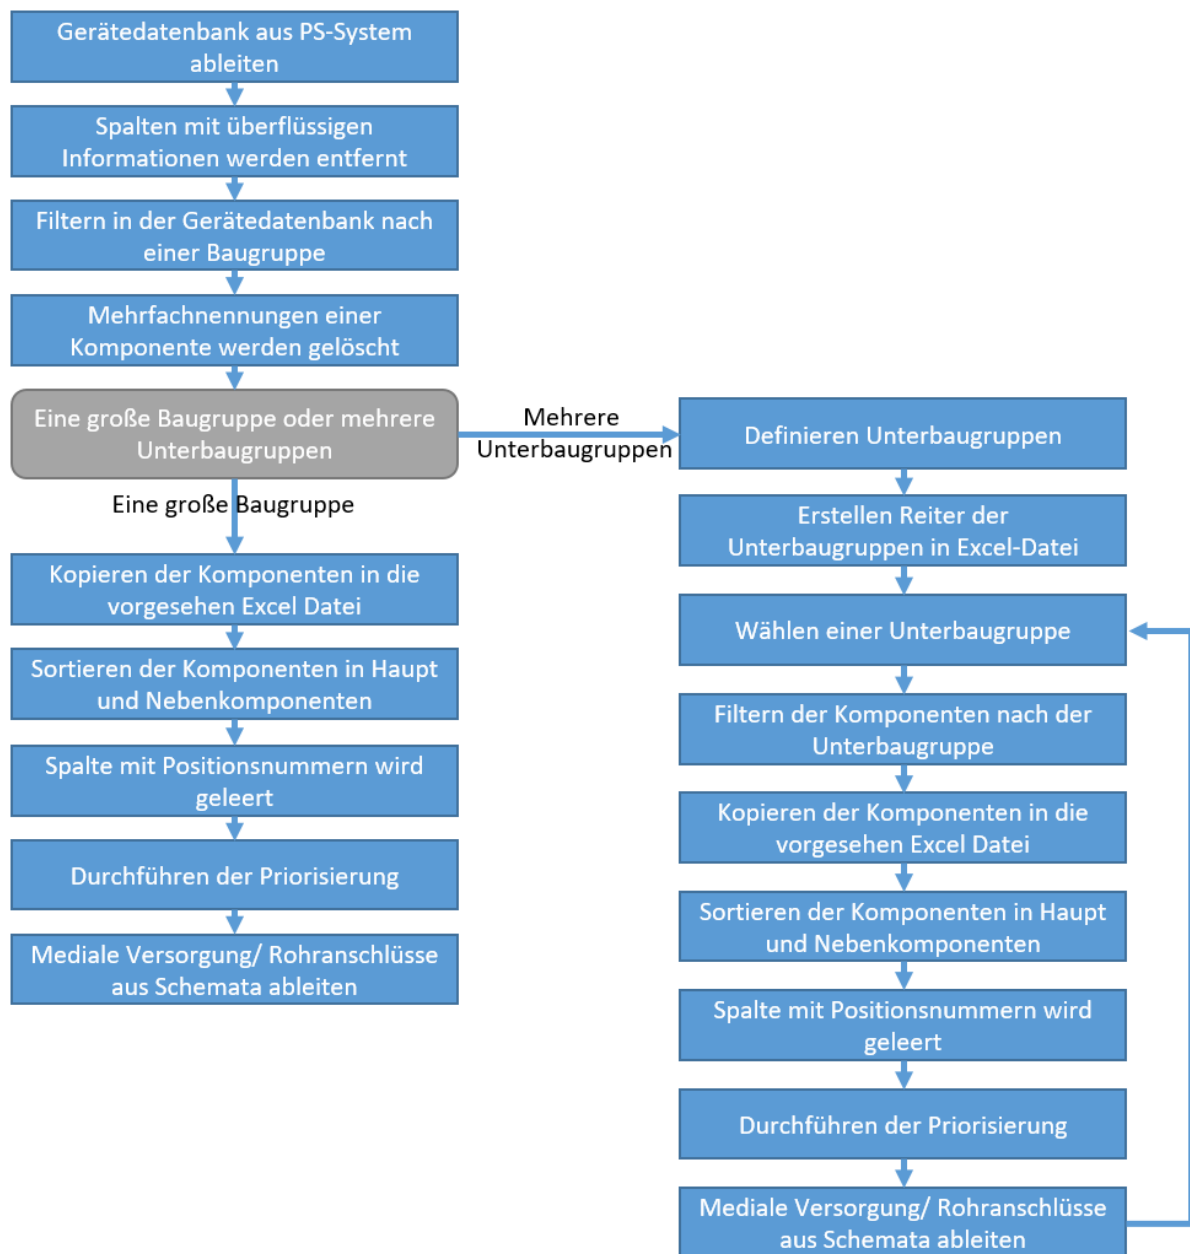 Gerätedatenbank aus PS-System
ableiten
Spalten mit überflüssigen
Informationen werden entfernt
Filtern in der Gerätedatenbank nach
einer Baugruppe
Mehrfachnennungen einer
Komponente werden gelöscht
Eine große Baugruppe oder mehrere
Unterbaugruppen
Eine große Baugruppe
Kopieren der Komponenten in die
vorgesehen Excel Datei
Sortieren der Komponenten in Haupt
und Nebenkomponenten
Spalte mit Positionsnummern wird
geleert
Durchführen der Priorisierung
Mediale Versorgung/ Rohranschlüsse
aus Schemata ableiten
Mehrere
Unterbaugruppen
Definieren Unterbaugruppen
Erstellen Reiter der
Unterbaugruppen in Excel-Datei
Wählen einer Unterbaugruppe
Filtern der Komponenten nach der
Unterbaugruppe
Kopieren der Komponenten in die
vorgesehen Excel Datei
Sortieren der Komponenten in Haupt
und Nebenkomponenten
Spalte mit Positionsnummern wird
geleert
Durchführen der Priorisierung
Mediale Versorgung/ Rohranschlüsse
aus Schemata ableiten